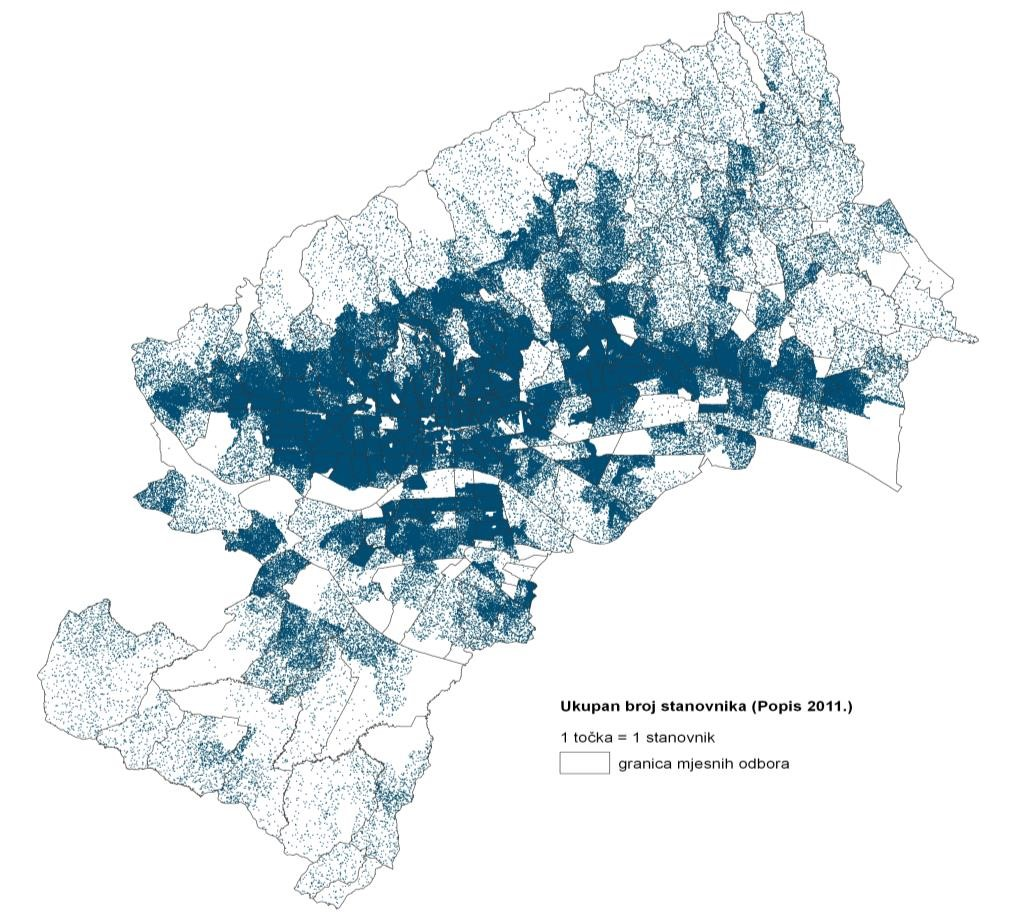 Ukupan broj stanovnika (Popis 2011.)
1 točka = 1 stanovnik
granica mjesnih odbora